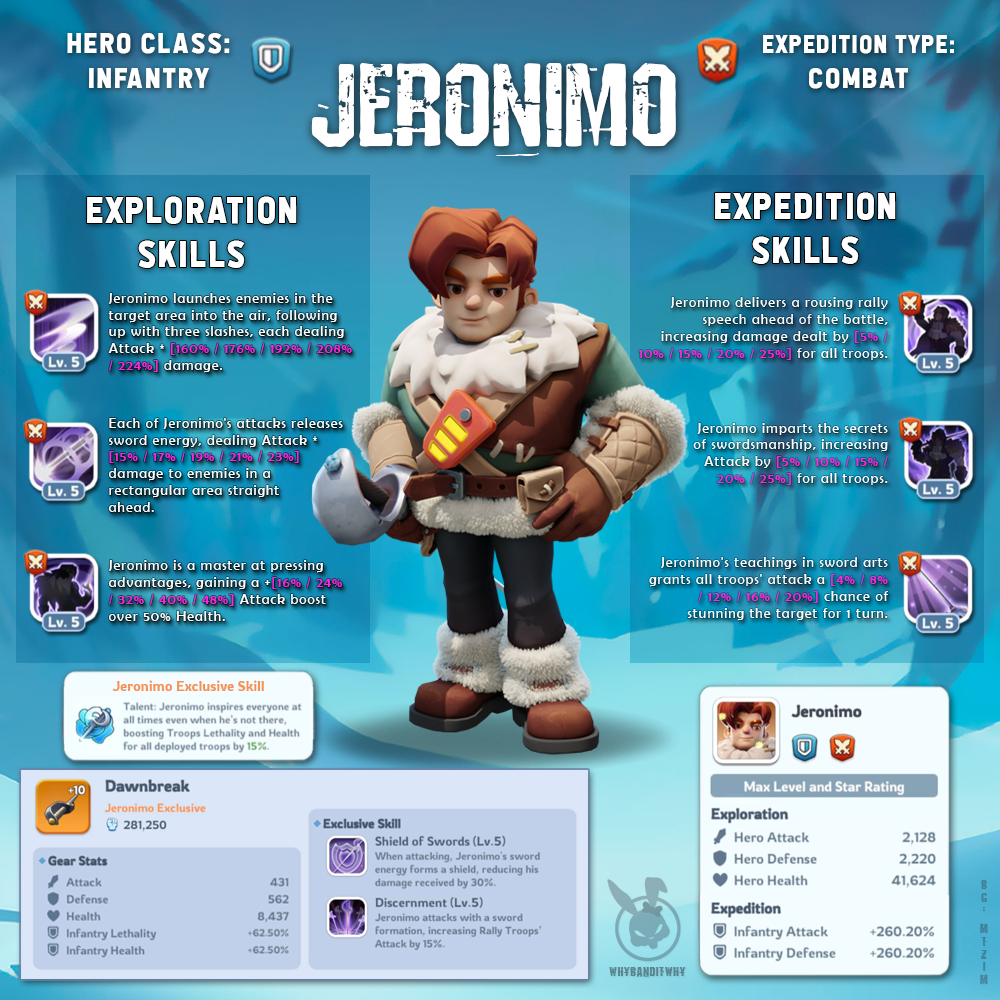 HERO CLASS:
INFANTRY
JERONIMO
EXPEDITION TYPE:
COMBAT
EXPLORATION
SKILLS
Jeronimo launches enemies in the
target area into the air, following
up with three slashes, each dealing
Attack * [160% / 176% / 192% / 208%
/ 224%] damage.
Lv. 5
Each of Jeronimo's attacks releases
sword energy, dealing Attack *
[15% / 17% / 19% / 21% / 23%]
damage to enemies in a
rectangular area straight
ahead.
Lv. 5
Jeronimo is a master at pressing
advantages, gaining a +[16% / 24%
/ 32% / 40% / 48%] Attack boost
over 50% Health.
Lv. 5
EXPEDITION
SKILLS
Jeronimo delivers a rousing rally
speech ahead of the battle,
increasing damage dealt by [5% /
10% / 15% / 20% / 25%] for all troops.
Lv. 5
Jeronimo imparts the secrets
of swordsmanship, increasing
Attack by [5% / 10% / 15% /
20% / 25%] for all troops.
Lv. 5
Jeronimo's teachings in sword arts
grants all troops' attack a [4% / 8%
/ 12% / 16% / 20%] chance of
stunning the target for 1 turn.
Lv. 5
Jeronimo Exclusive Skill
Talent: Jeronimo inspires everyone at
all times even when he's not there,
boosting Troops Lethality and Health
for all deployed troops by 15%.
+10
Dawnbreak
Jeronimo Exclusive
281,250
Gear Stats
Attack 431
Defense 562
Health 8,437
Infantry Lethality +62.50%
Infantry Health +62.50%
Exclusive Skill
Shield of Swords (Lv.5)
When attacking, Jeronimo's sword
energy forms a shield, reducing his
damage received by 30%.
Discernment (Lv.5)
Jeronimo attacks with a sword
formation, increasing Rally Troops'
Attack by 15%.
WHYBANDITWHY
Jeronimo
Max Level and Star Rating
Exploration
Hero Attack 2,128
Hero Defense 2,220
Hero Health 41,624
Expedition
Infantry Attack +260.20%
Infantry Defense +260.20%
BG: MTZIM